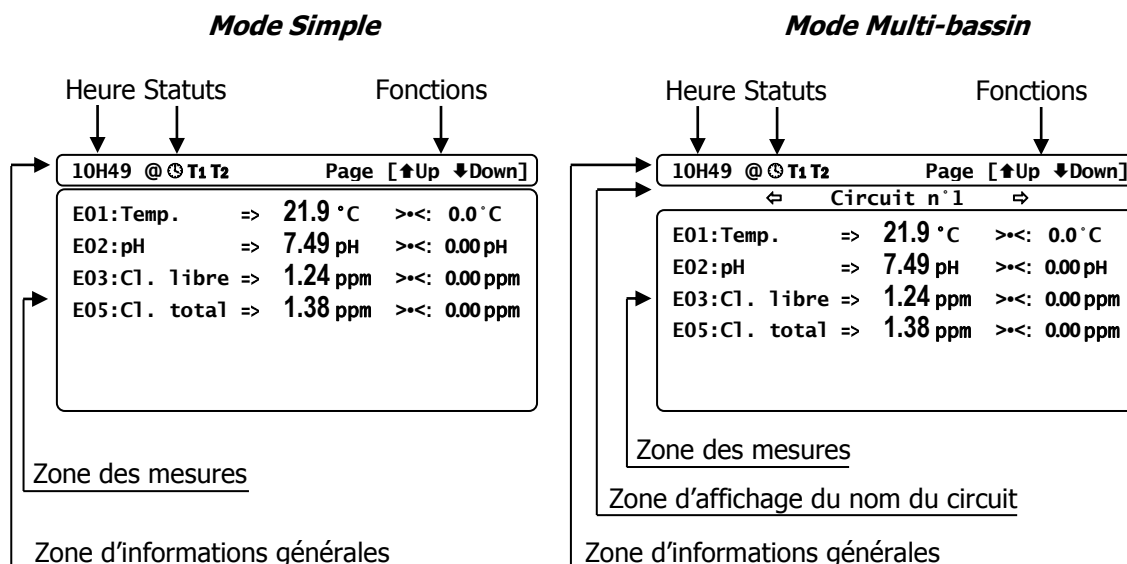 Mode Simple
Heure Statuts Fonctions
10H49 @ T1 T2 Page [⬆Up ⬇Down]
E01:Temp. => 21.9 °C >•<: 0.0°C
E02:pH => 7.49 pH >•<: 0.00 pH
E03:Cl. libre => 1.24 ppm >•<: 0.00 ppm
E05:Cl. total => 1.38 ppm >•<: 0.00 ppm
Zone des mesures
Zone d’informations générales
Mode Multi-bassin
Heure Statuts Fonctions
10H49 @ T1 T2 Page [⬆Up ⬇Down]
⇦ Circuit n°1 ⇨
E01:Temp. => 21.9 °C >•<: 0.0°C
E02:pH => 7.49 pH >•<: 0.00 pH
E03:Cl. libre => 1.24 ppm >•<: 0.00 ppm
E05:Cl. total => 1.38 ppm >•<: 0.00 ppm
Zone des mesures
Zone d’affichage du nom du circuit
Zone d’informations générales